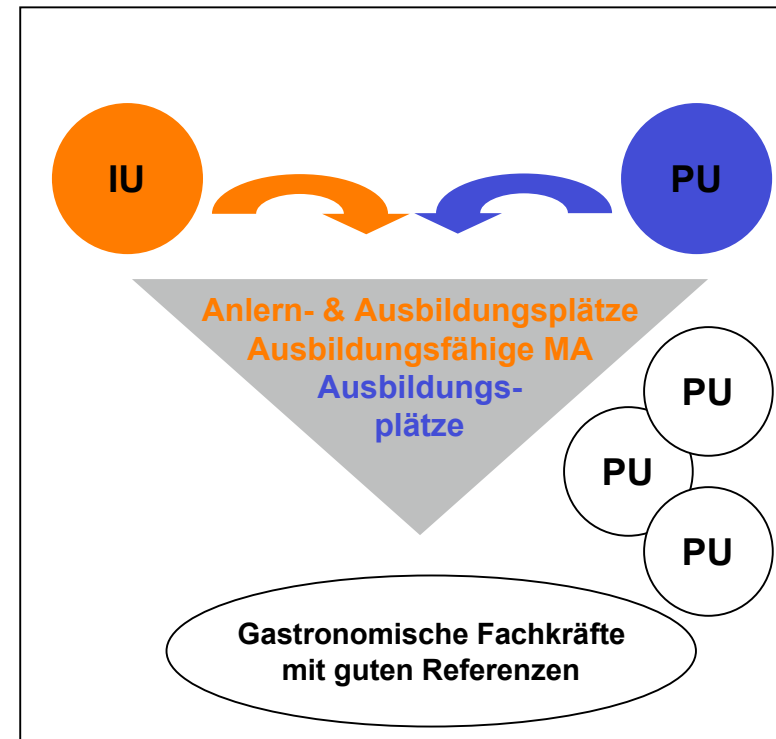 IU
PU
Anlern- & Ausbildungsplätze
Ausbildungsfähige MA
Ausbildungs-
plätze
PU
PU
PU
Gastronomische Fachkräfte
mit guten Referenzen